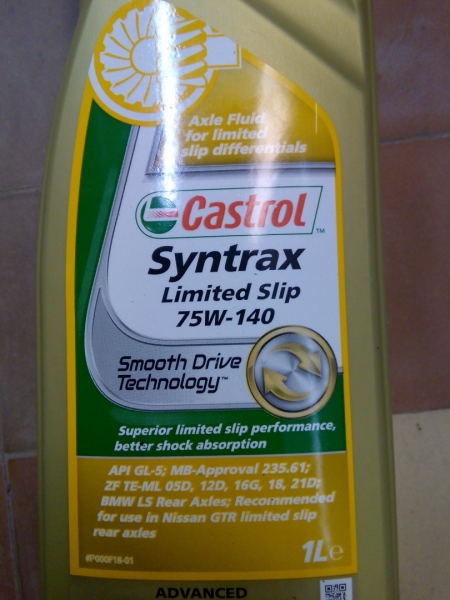 Axle Fluid
for limited
slip differentials
Castrol
Syntrax
Limited Slip
75W-140
Smooth Drive
Technology™
Superior limited slip performance,
better shock absorption
API GL-5; MB-Approval 235.61;
ZF TE-ML 05D, 12D, 16G, 18, 21D;
BMW LS Rear Axles; Recommended
for use in Nissan GTR limited slip
rear axles
1Le
ADVANCED